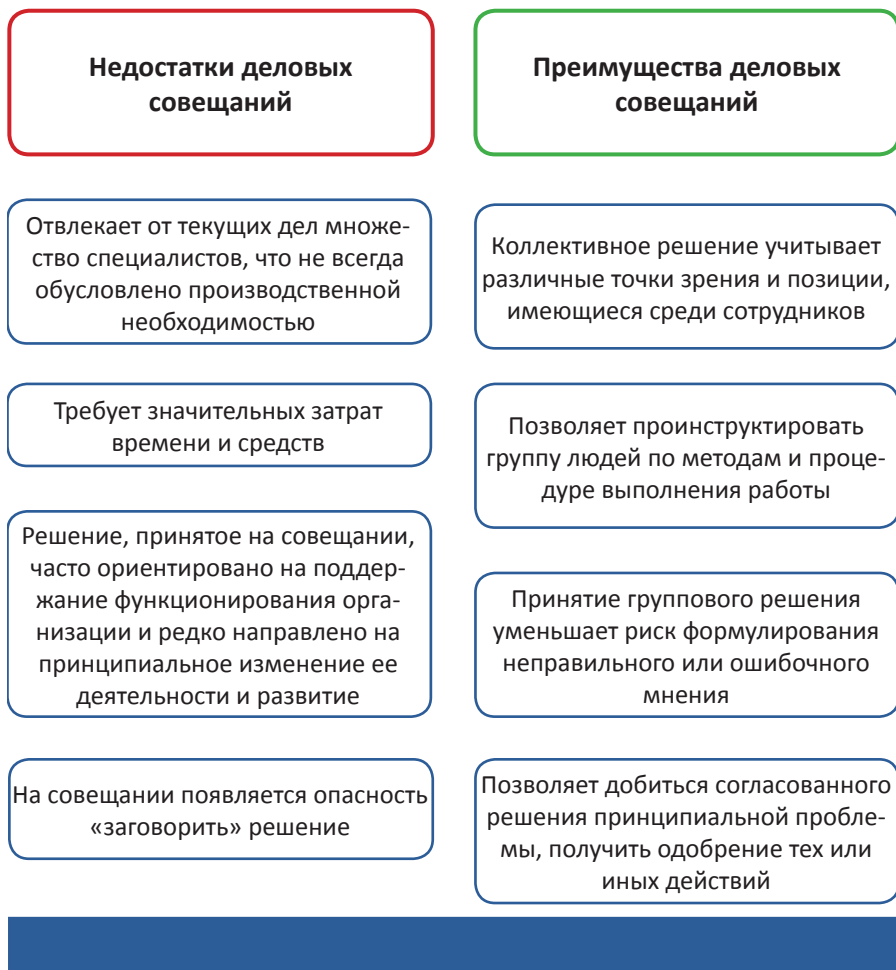 Недостатки деловых
совещаний
Отвлекает от текущих дел множе-
ство специалистов, что не всегда
обусловлено производственной
необходимостью
Требует значительных затрат
времени и средств
Решение, принятое на совещании,
часто ориентировано на поддер-
жание функционирования орга-
низации и редко направлено на
принципиальное изменение ее
деятельности и развитие
На совещании появляется опасность
«заговорить» решение
Преимущества деловых
совещаний
Коллективное решение учитывает
различные точки зрения и позиции,
имеющиеся среди сотрудников
Позволяет проинструктировать
группу людей по методам и проце-
дуре выполнения работы
Принятие группового решения
уменьшает риск формулирования
неправильного или ошибочного
мнения
Позволяет добиться согласованного
решения принципиальной пробле-
мы, получить одобрение тех или
иных действий